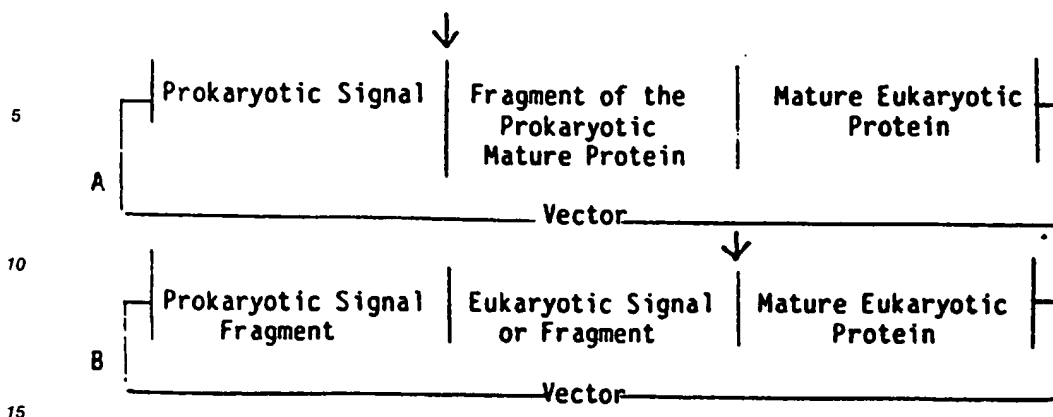 Prokaryotic Signal Fragment of the Mature Eukaryotic
5 Prokaryotic Protein
Mature Protein
A
Vector
10
Prokaryotic Signal Eukaryotic Signal Mature Eukaryotic
Fragment or Fragment Protein
B
Vector
15